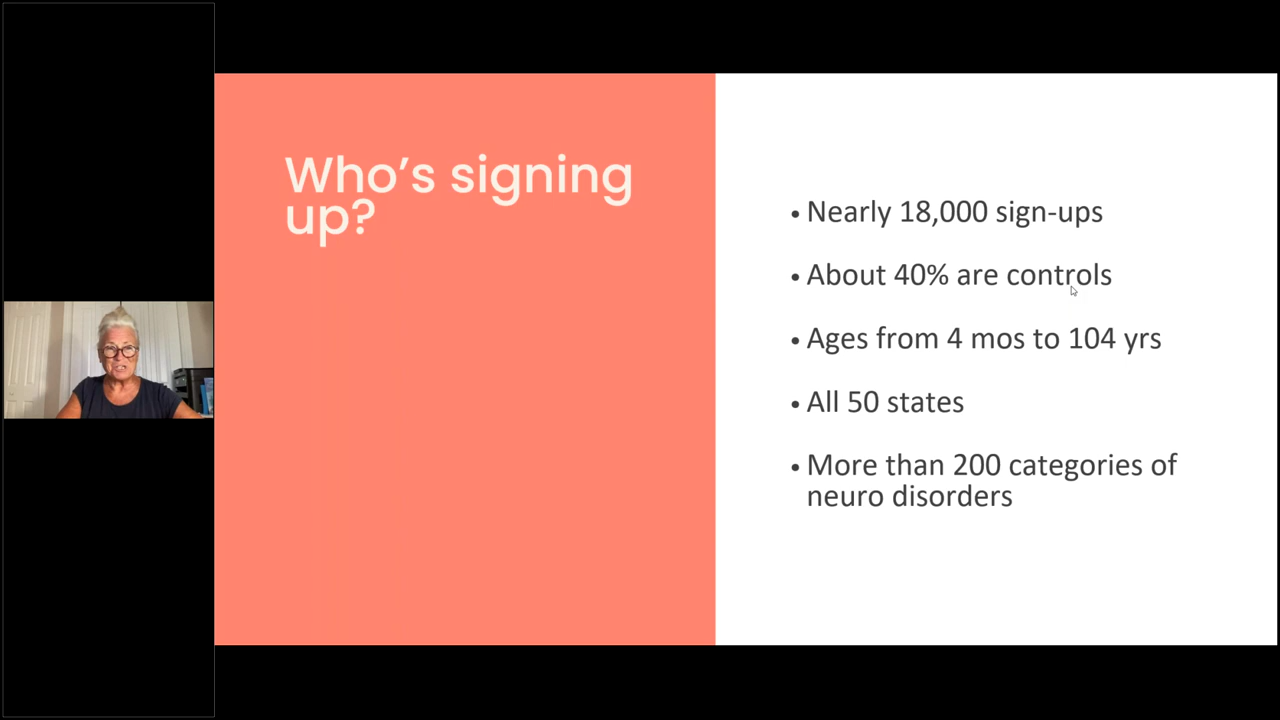 Who’s signing
up?
• Nearly 18,000 sign-ups
• About 40% are controls
• Ages from 4 mos to 104 yrs
• All 50 states
• More than 200 categories of
neuro disorders